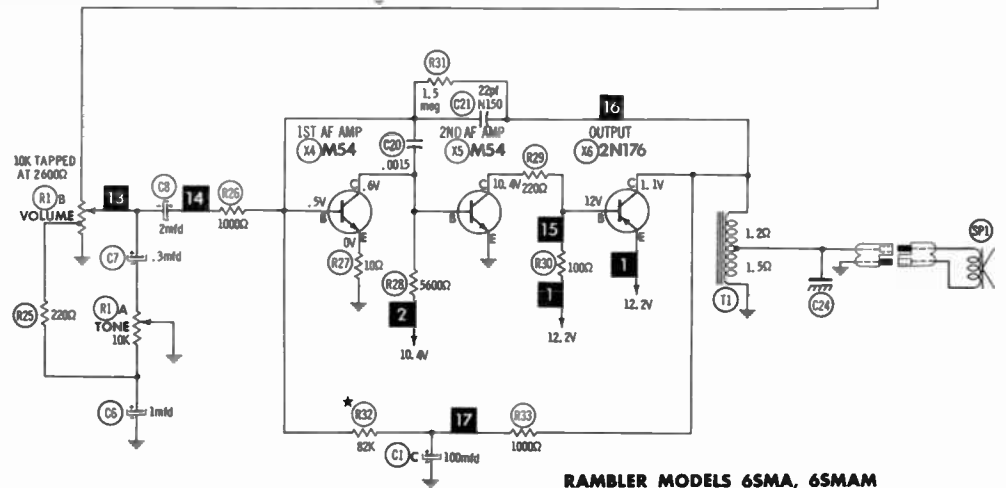 R31
1.5
meg
22pf
C21 N150
16
1ST AF AMP
X4 M54
C20
.0015
2ND AF AMP
X5 M54
R29
220Ω
OUTPUT
X6 2N176
10K TAPPED
AT 2600Ω
R1 B
VOLUME
13
C8
2mfd
14
R26
1000Ω
.5V
B
C
.6V
E
0V
R27
10Ω
B
C
10.4V
E
12V
B
C
1.1V
E
C7
.3mfd
R28
5600Ω
15
R30
100Ω
1
1
12.2V
12.2V
2
10.4V
1.2Ω
1.5Ω
T1
C24
SP1
R25
220Ω
R1 A
TONE
10K
C6
1mfd
★
R32
82K
17
R33
1000Ω
C1 C
100mfd
RAMBLER MODELS 6SMA, 6SMAM